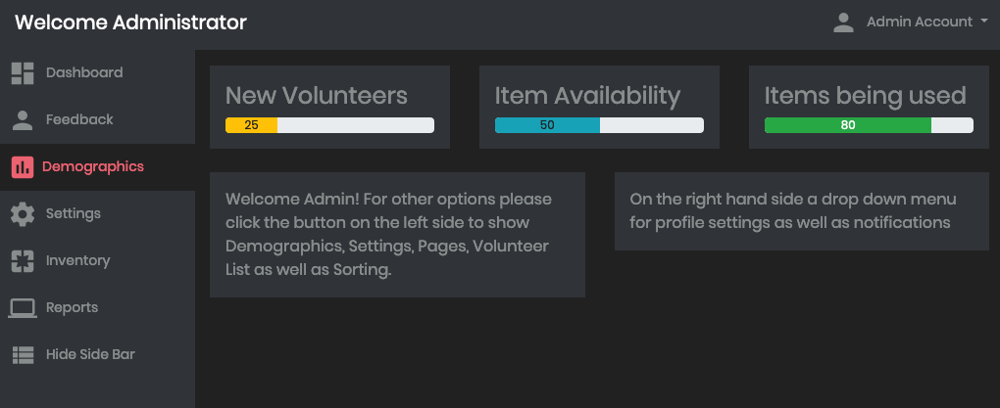 Welcome Administrator
Admin Account
Dashboard
Feedback
Demographics
Settings
Inventory
Reports
Hide Side Bar
New Volunteers
25
Item Availability
50
Items being used
80
Welcome Admin! For other options please
click the button on the left side to show
Demographics, Settings, Pages, Volunteer
List as well as Sorting.
On the right hand side a drop down menu
for profile settings as well as notifications